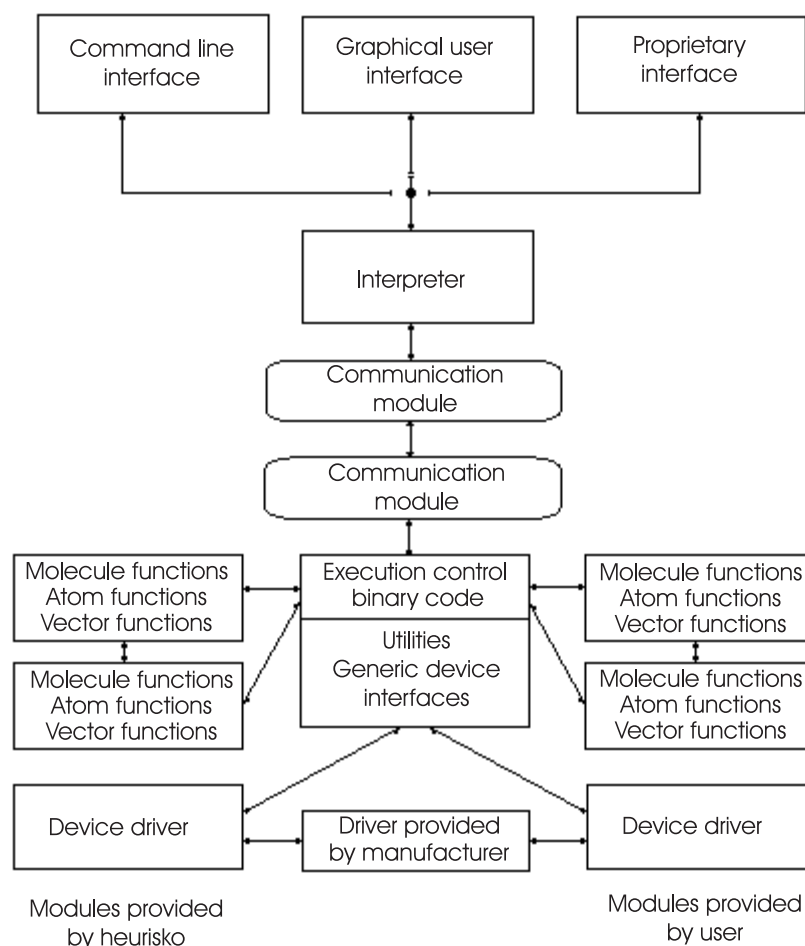 Command line
interface
Graphical user
interface
Proprietary
interface
Interpreter
Communication
module
Communication
module
Molecule functions
Atom functions
Vector functions
Execution control
binary code
Molecule functions
Atom functions
Vector functions
Utilities
Generic device
interfaces
Molecule functions
Atom functions
Vector functions
Molecule functions
Atom functions
Vector functions
Device driver
Driver provided
by manufacturer
Device driver
Modules provided
by heurisko
Modules provided
by user